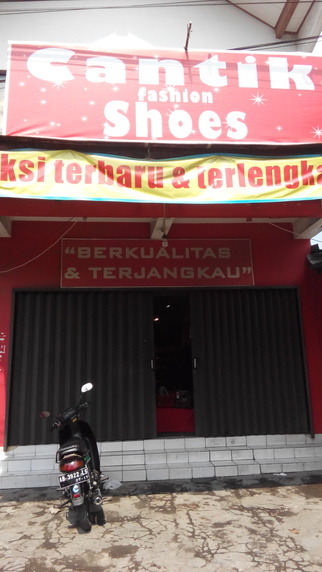 Cantik
fashion
Shoes
ksi terbaru & terlengka
"BERKUALITAS
& TERJANGKAU"